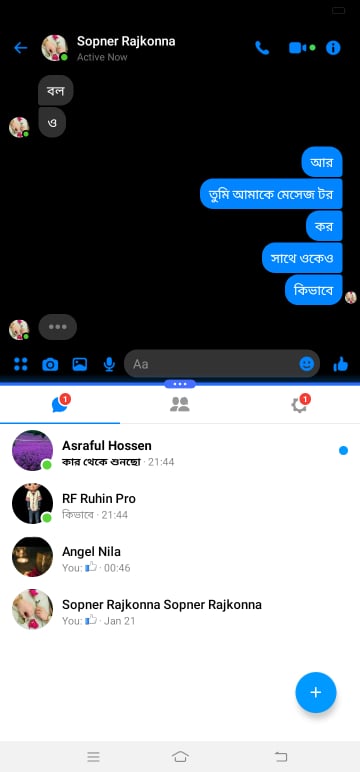 Sopner Rajkonna
Active Now
বল
ও
আর
তুমি আমাকে মেসেজ টর
কর
সাথে ওকেও
কিভাবে
Aa
1
1
Asraful Hossen
কার থেকে শুনছো · 21:44
RF Ruhin Pro
কিভাবে · 21:44
Angel Nila
You: 👍 · 00:46
Sopner Rajkonna Sopner Rajkonna
You: 👍 · Jan 21